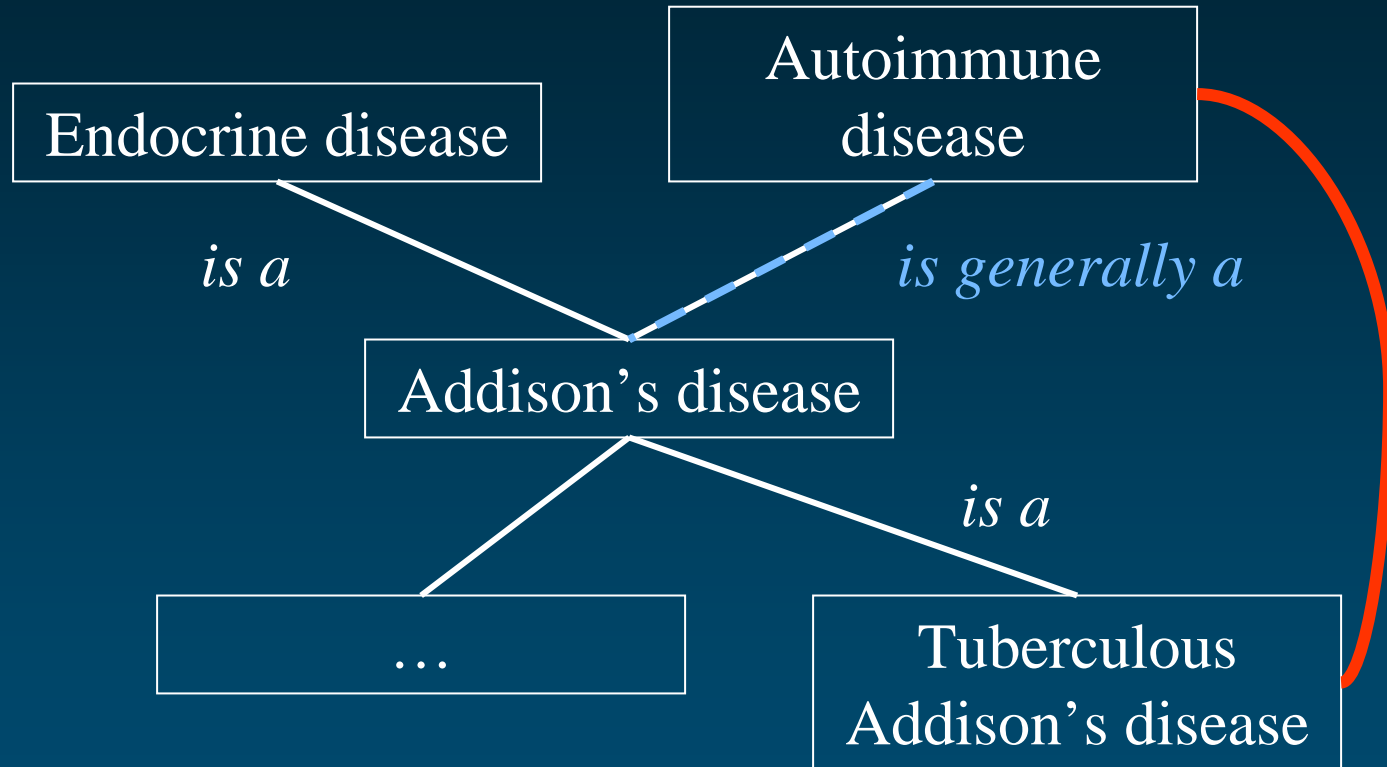 Autoimmune
disease
Endocrine disease
is a
is generally a
Addison’s disease
is a
…
Tuberculous
Addison’s disease